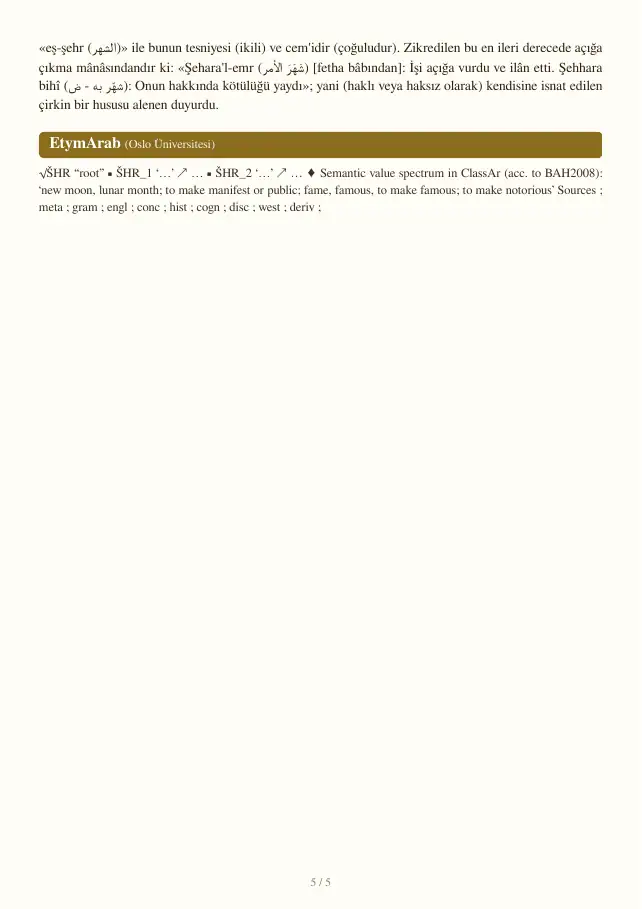 «eş-şehr (الشهر)» ile bunun tesniyesi (ikili) ve cem'idir (çoğuludur). Zikredilen bu en ileri derecede açığa
çıkma mânâsındandır ki: «Şehara'l-emr (شَهَرَ الأمر) [fetha bâbından]: İşi açığa vurdu ve ilân etti. Şehhara
bihî (شهّر به - ض): Onun hakkında kötülüğü yaydı»; yani (haklı veya haksız olarak) kendisine isnat edilen
çirkin bir hususu alenen duyurdu.
EtymArab (Oslo Üniversitesi)
√ŠHR “root” ▪ ŠHR_1 ‘…’ ↗ … ▪ ŠHR_2 ‘…’ ↗ … ♦ Semantic value spectrum in ClassAr (acc. to BAH2008):
‘new moon, lunar month; to make manifest or public; fame, famous, to make famous; to make notorious’ Sources ;
meta ; gram ; engl ; conc ; hist ; cogn ; disc ; west ; deriv ;
5 / 5